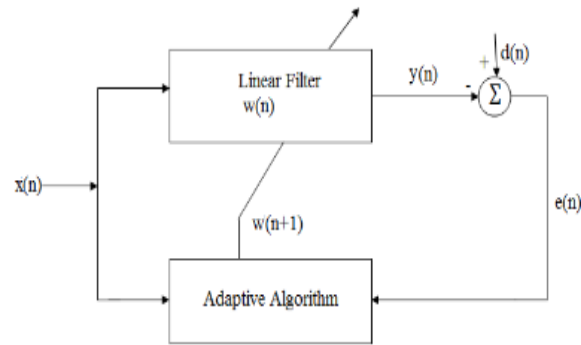 d(n)
+
Linear Filter
w(n)
y(n)
-
Σ
x(n)
w(n+1)
e(n)
Adaptive Algorithm